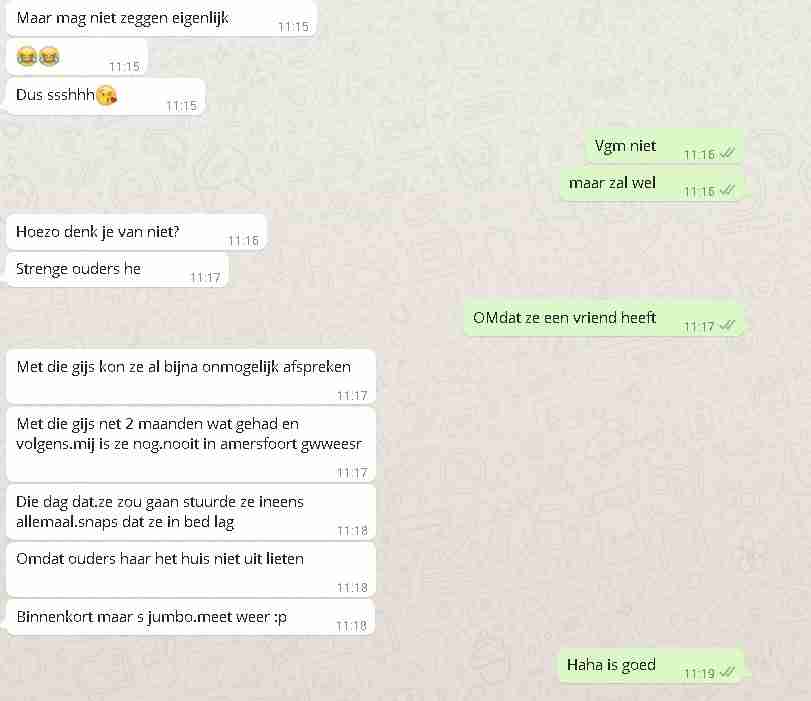 Maar mag niet zeggen eigenlijk
11:15
😂😂
11:15
Dus ssshhh😘
11:15
Vgm niet
11:16
maar zal wel
11:16
Hoezo denk je van niet?
11:16
Strenge ouders he
11:17
OMdat ze een vriend heeft
11:17
Met die gijs kon ze al bijna onmogelijk afspreken
11:17
Met die gijs net 2 maanden wat gehad en
volgens.mij is ze nog.nooit in amersfoort gwweesr
11:17
Die dag dat.ze zou gaan stuurde ze ineens
allemaal.snaps dat ze in bed lag
11:18
Omdat ouders haar het huis niet uit lieten
11:18
Binnenkort maar s jumbo.meet weer :p
11:18
Haha is goed
11:19